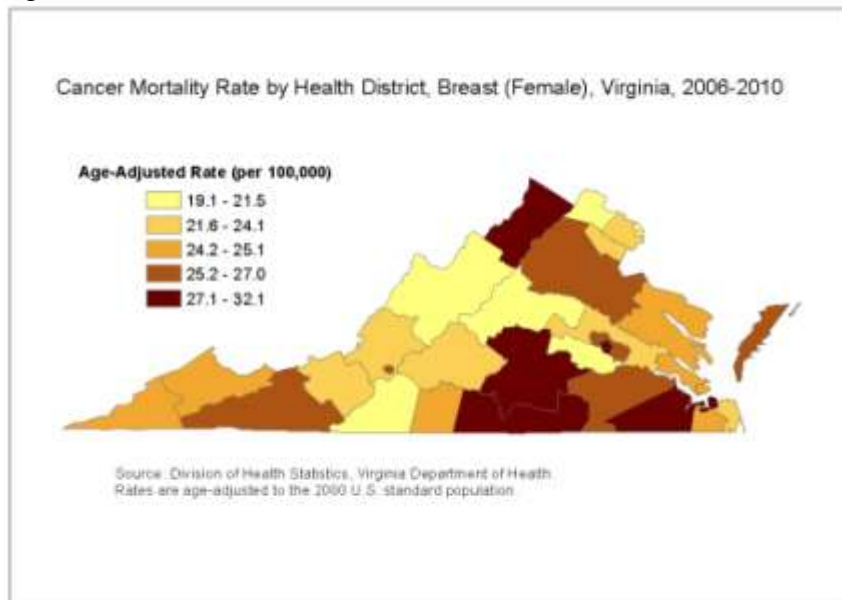 Cancer Mortality Rate by Health District, Breast (Female), Virginia, 2006-2010
Age-Adjusted Rate (per 100,000)
19.1 - 21.5
21.6 - 24.1
24.2 - 25.1
25.2 - 27.0
27.1 - 32.1
Source: Division of Health Statistics, Virginia Department of Health.
Rates are age-adjusted to the 2000 U.S. standard population.